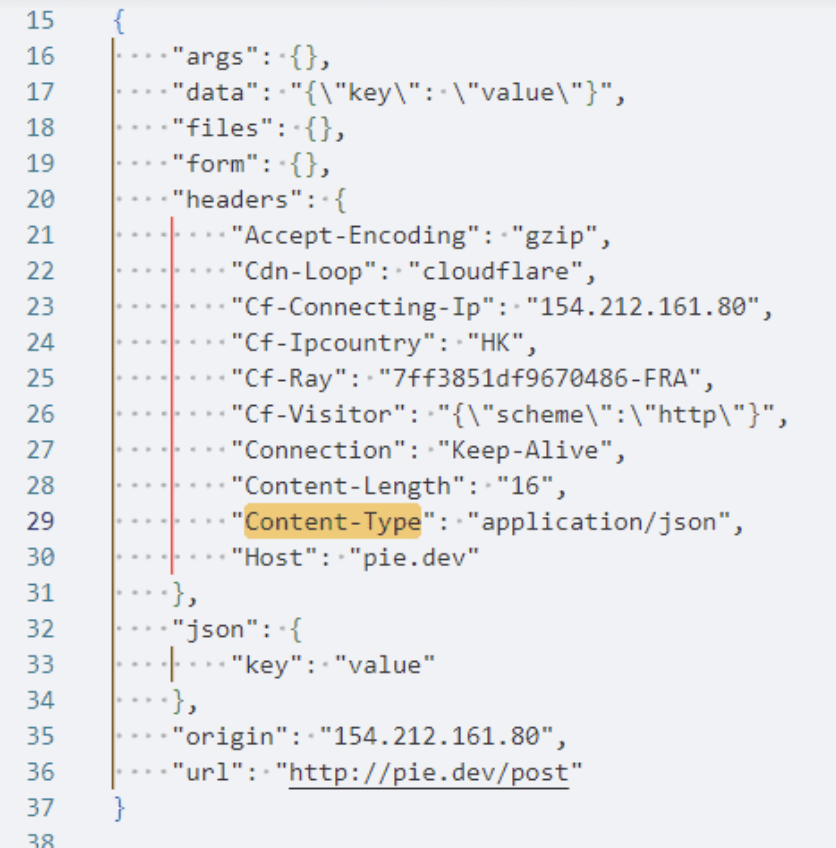 15 {
16 "args": {},
17 "data": "{\"key\": \"value\"}",
18 "files": {},
19 "form": {},
20 "headers": {
21 "Accept-Encoding": "gzip",
22 "Cdn-Loop": "cloudflare",
23 "Cf-Connecting-Ip": "154.212.161.80",
24 "Cf-Ipcountry": "HK",
25 "Cf-Ray": "7ff3851df9670486-FRA",
26 "Cf-Visitor": "{\"scheme\":\"http\"}",
27 "Connection": "Keep-Alive",
28 "Content-Length": "16",
29 "Content-Type": "application/json",
30 "Host": "pie.dev"
31 },
32 "json": {
33 "key": "value"
34 },
35 "origin": "154.212.161.80",
36 "url": "http://pie.dev/post"
37 }
38